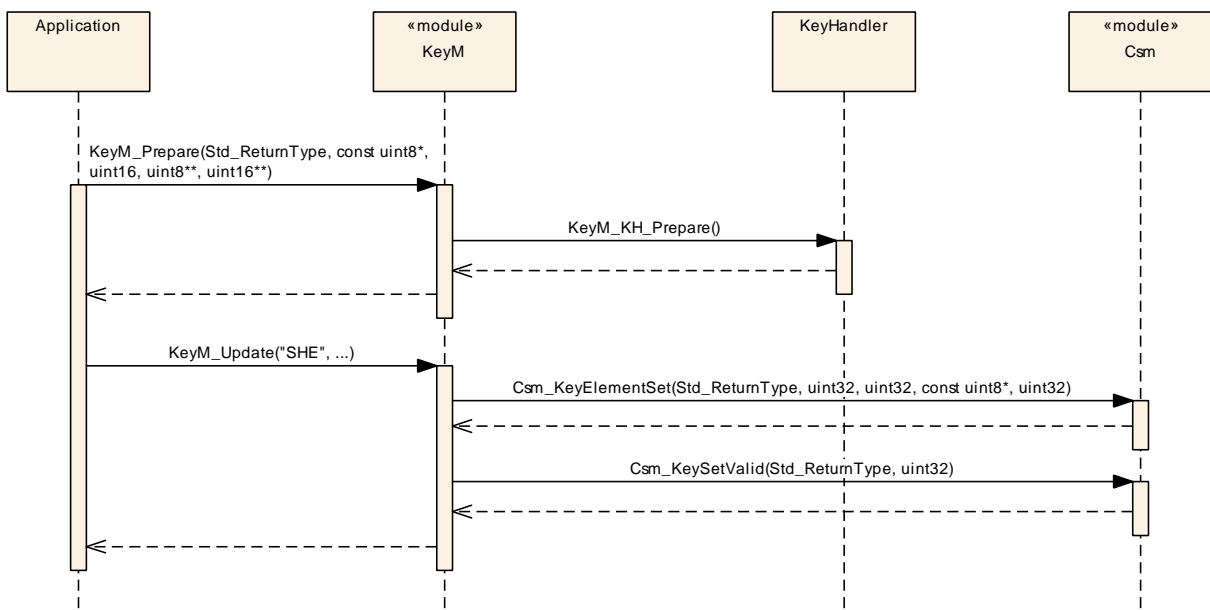 Application
«module»
KeyM
KeyHandler
«module»
Csm
KeyM_Prepare(Std_ReturnType, const uint8*,
uint16, uint8**, uint16**)
KeyM_KH_Prepare()
KeyM_Update("SHE", ...)
Csm_KeyElementSet(Std_ReturnType, uint32, uint32, const uint8*, uint32)
Csm_KeySetValid(Std_ReturnType, uint32)